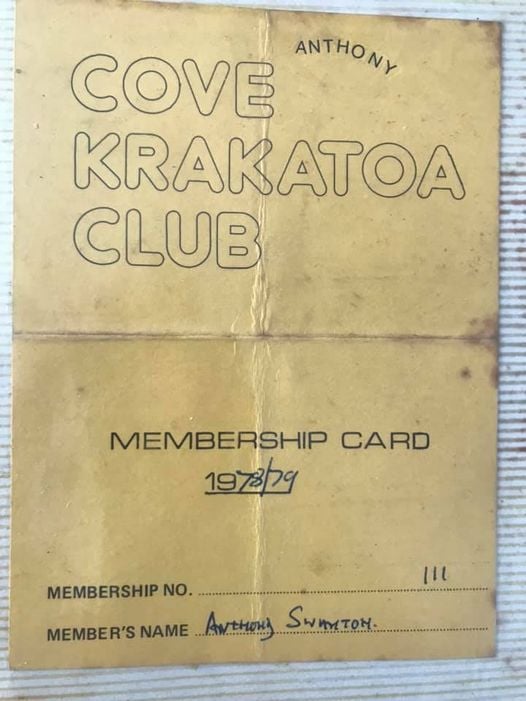 ANTHONY
COVE
KRAKATOA
CLUB
MEMBERSHIP CARD
1978/79
MEMBERSHIP NO. 111
MEMBER'S NAME Anthony Swanton.